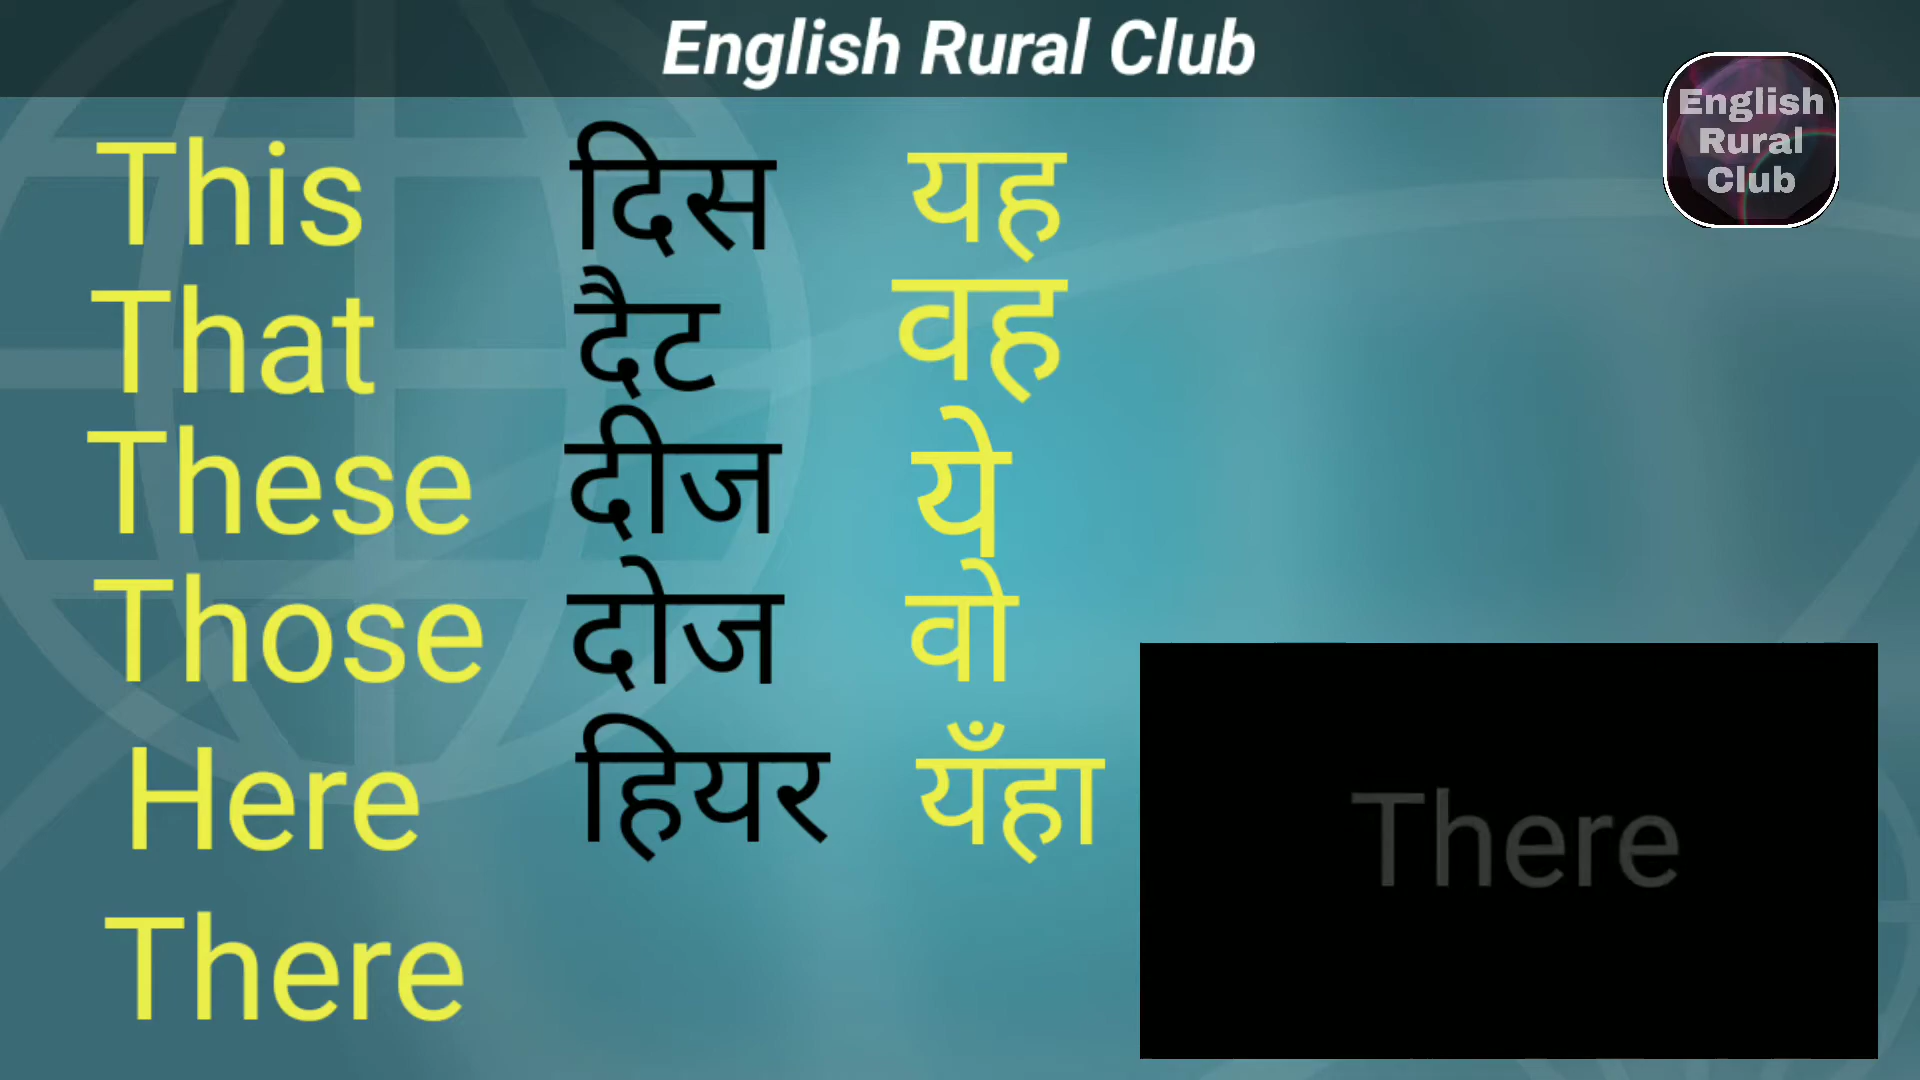 English Rural Club
English
Rural
Club
This दिस यह
That दैट वह
These दीज ये
Those दोज वो
Here हियर यँहा
There
There